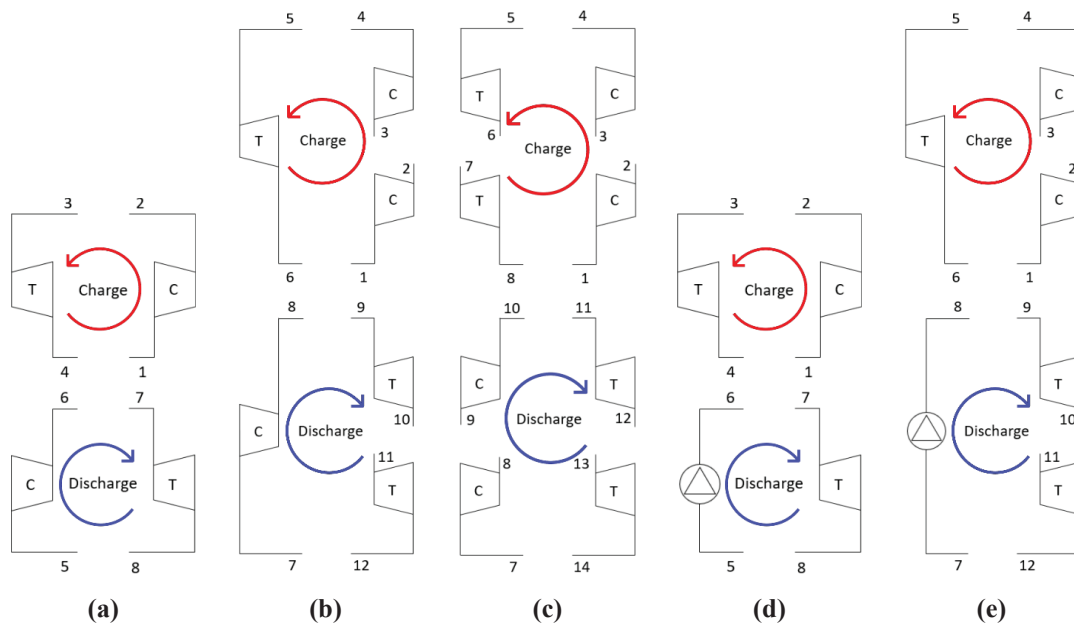 3 2
T Charge C
4 1
6 7
C Discharge T
5 8
(a)
5 4
C
T Charge 3
2
C
6 1
8 9
T
10
C Discharge
11
T
7 12
(b)
5 4
T C
6 3
Charge
7 2
T C
8 1
10 11
C T
9 12
Discharge
8 13
C T
7 14
(c)
3 2
T Charge C
4 1
6 7
Discharge T
5 8
(d)
5 4
C
T Charge 3
2
C
6 1
8 9
T
10
Discharge
11
T
7 12
(e)